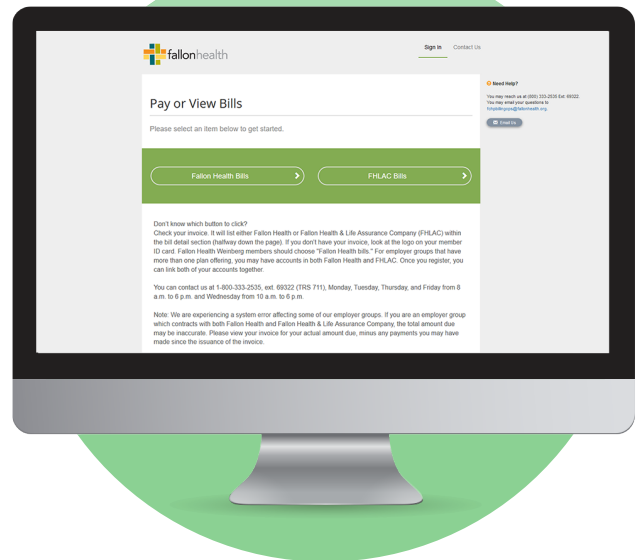 fallonhealth
Sign In Contact Us
Pay or View Bills
Please select an item below to get started.
Fallon Health Bills
FHLAC Bills
Need Help?
You may reach us at (800) 333-2535 Ext. 69322.
You may email your questions to
Email Us
Don't know which button to click?
Check your invoice. It will list either Fallon Health or Fallon Health & Life Assurance Company (FHLAC) within
the bill detail section (halfway down the page). If you don't have your invoice, look at the logo on your member
ID card. Fallon Health Weinberg members should choose "Fallon Health bills." For employer groups that have
more than one plan offering, you may have accounts in both Fallon Health and FHLAC. Once you register, you
can link both of your accounts together.
You can contact us at 1-800-333-2535, ext. 69322 (TRS 711), Monday, Tuesday, Thursday, and Friday from 8
a.m. to 6 p.m. and Wednesday from 10 a.m. to 6 p.m.
Note: We are experiencing a system error affecting some of our employer groups. If you are an employer group
which contracts with both Fallon Health and Fallon Health & Life Assurance Company, the total amount due
may be inaccurate. Please view your invoice for your actual amount due, minus any payments you may have
made since the issuance of the invoice.